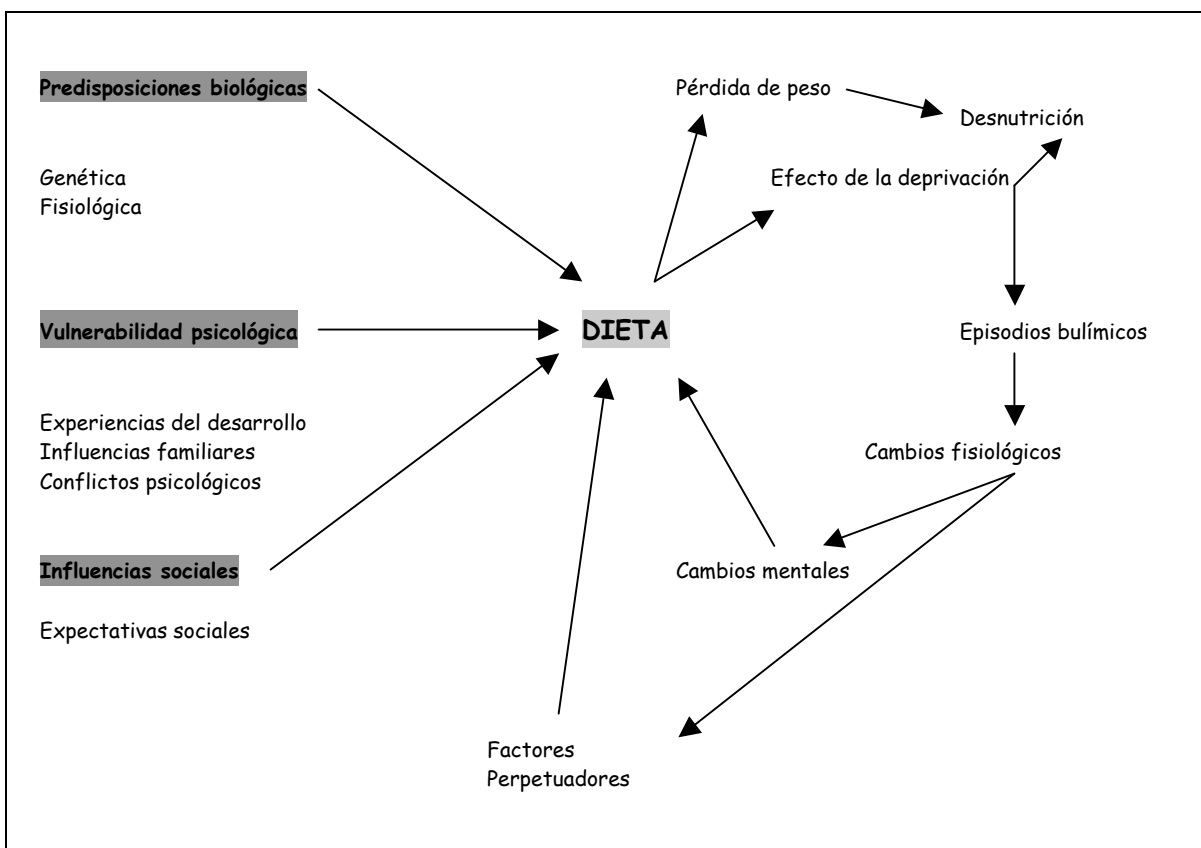 Predisposiciones biológicas
Genética
Fisiológica
Vulnerabilidad psicológica
Experiencias del desarrollo
Influencias familiares
Conflictos psicológicos
Influencias sociales
Expectativas sociales
DIETA
Pérdida de peso
Desnutrición
Efecto de la deprivación
Episodios bulímicos
Cambios fisiológicos
Cambios mentales
Factores
Perpetuadores